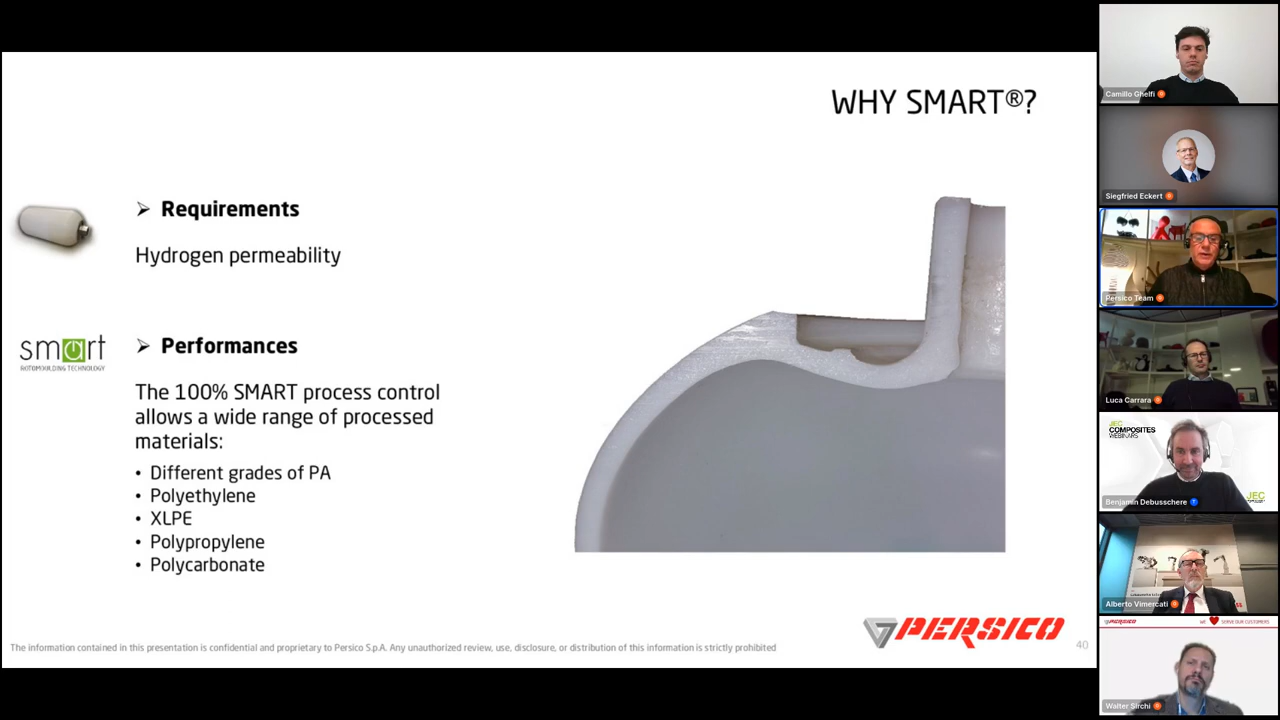 WHY SMART®?
➢ Requirements
Hydrogen permeability
smart
ROTOMOULDING TECHNOLOGY
➢ Performances
The 100% SMART process control
allows a wide range of processed
materials:
• Different grades of PA
• Polyethylene
• XLPE
• Polypropylene
• Polycarbonate
PERSICO
The information contained in this presentation is confidential and proprietary to Persico S.p.A. Any unauthorized review, use, disclosure, or distribution of this information is strictly prohibited
40
Camillo Ghelfi
Siegfried Eckert
Persico Team
Luca Carrara
JEC
COMPOSITES
WEBINARS
Benjamin Debusschere
JEC
Alberto Vimercati
PERSICO
WE SERVE OUR CUSTOMERS
Walter Sirchi